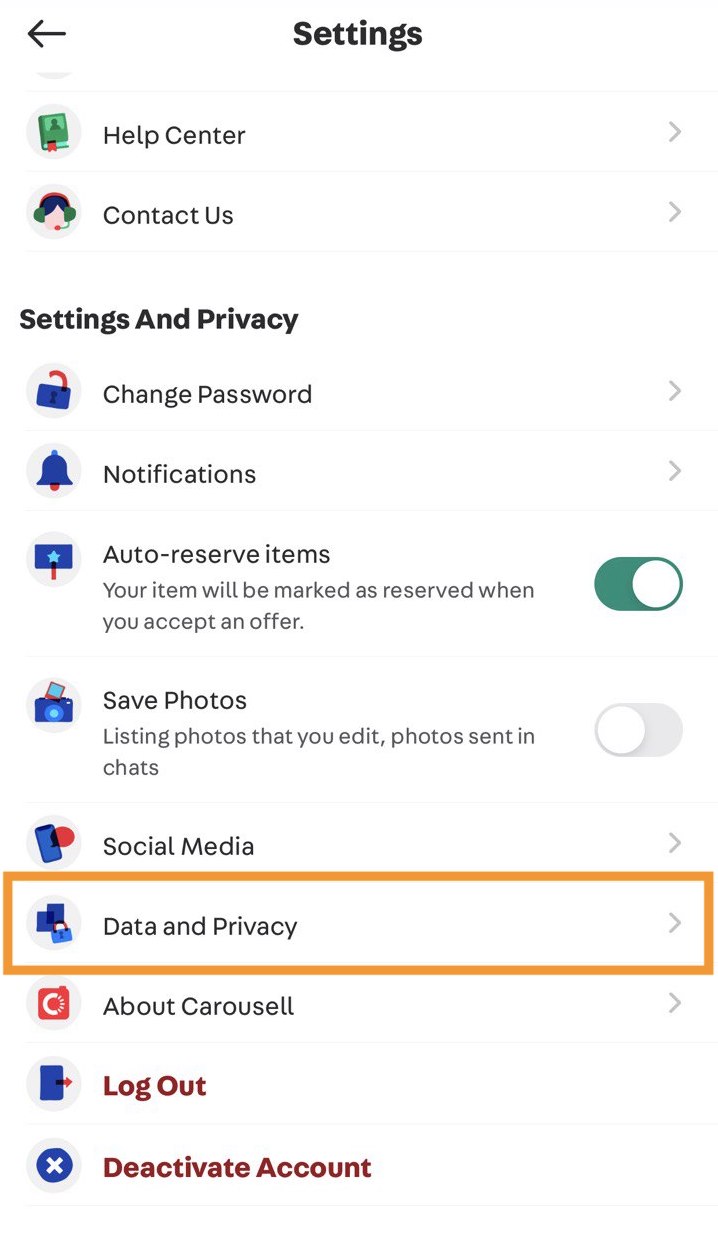 Settings
Help Center
Contact Us
Settings And Privacy
Change Password
Notifications
Auto-reserve items
Your item will be marked as reserved when
you accept an offer.
Save Photos
Listing photos that you edit, photos sent in
chats
Social Media
Data and Privacy
About Carousell
Log Out
Deactivate Account